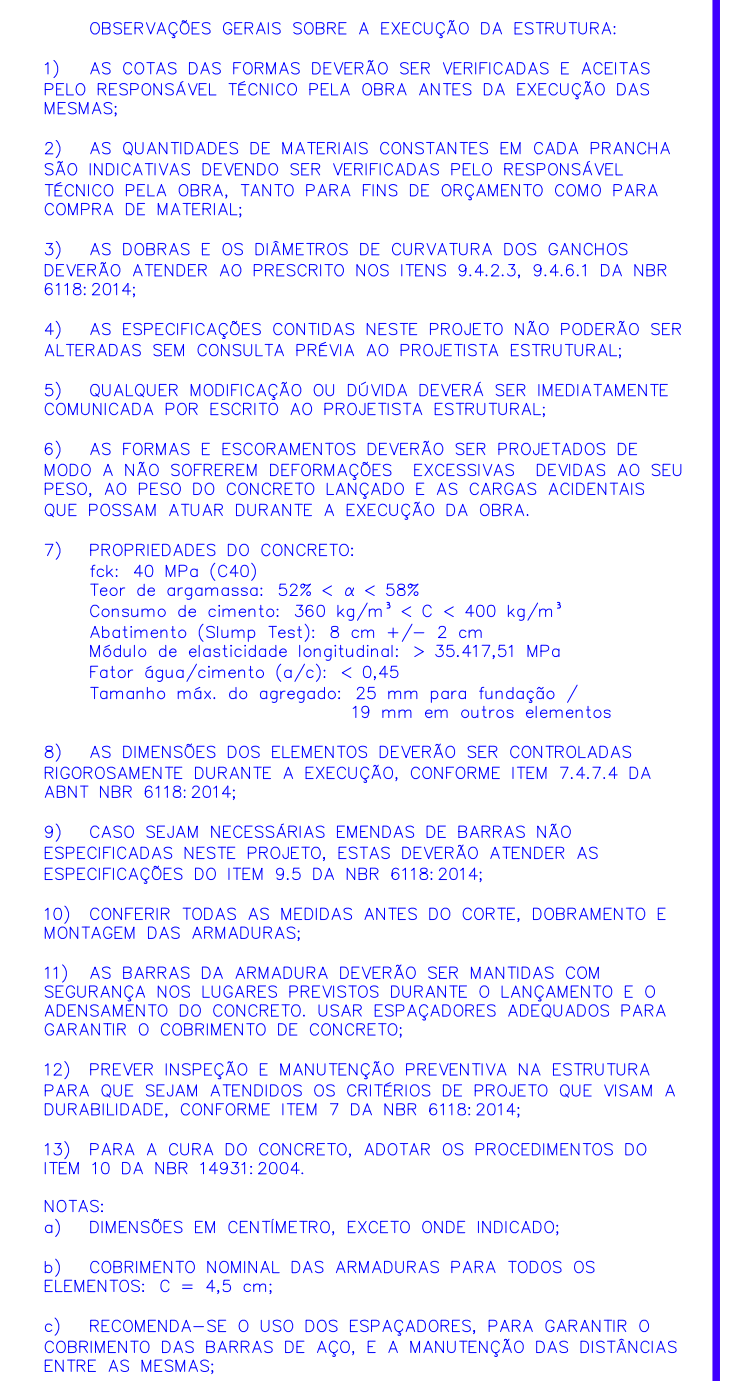 OBSERVAÇÕES GERAIS SOBRE A EXECUÇÃO DA ESTRUTURA:
1) AS COTAS DAS FORMAS DEVERÃO SER VERIFICADAS E ACEITAS
PELO RESPONSÁVEL TÉCNICO PELA OBRA ANTES DA EXECUÇÃO DAS
MESMAS;
2) AS QUANTIDADES DE MATERIAIS CONSTANTES EM CADA PRANCHA
SÃO INDICATIVAS DEVENDO SER VERIFICADAS PELO RESPONSÁVEL
TÉCNICO PELA OBRA, TANTO PARA FINS DE ORÇAMENTO COMO PARA
COMPRA DE MATERIAL;
3) AS DOBRAS E OS DIÂMETROS DE CURVATURA DOS GANCHOS
DEVERÃO ATENDER AO PRESCRITO NOS ITENS 9.4.2.3, 9.4.6.1 DA NBR
6118:2014;
4) AS ESPECIFICAÇÕES CONTIDAS NESTE PROJETO NÃO PODERÃO SER
ALTERADAS SEM CONSULTA PRÉVIA AO PROJETISTA ESTRUTURAL;
5) QUALQUER MODIFICAÇÃO OU DÚVIDA DEVERÁ SER IMEDIATAMENTE
COMUNICADA POR ESCRITO AO PROJETISTA ESTRUTURAL;
6) AS FORMAS E ESCORAMENTOS DEVERÃO SER PROJETADOS DE
MODO A NÃO SOFREREM DEFORMAÇÕES EXCESSIVAS DEVIDAS AO SEU
PESO, AO PESO DO CONCRETO LANÇADO E AS CARGAS ACIDENTAIS
QUE POSSAM ATUAR DURANTE A EXECUÇÃO DA OBRA.
7) PROPRIEDADES DO CONCRETO:
fck: 40 MPa (C40)
Teor de argamassa: 52% < α < 58%
Consumo de cimento: 360 kg/m³ < C < 400 kg/m³
Abatimento (Slump Test): 8 cm +/− 2 cm
Módulo de elasticidade longitudinal: > 35.417,51 MPa
Fator água/cimento (a/c): < 0,45
Tamanho máx. do agregado: 25 mm para fundação /
19 mm em outros elementos
8) AS DIMENSÕES DOS ELEMENTOS DEVERÃO SER CONTROLADAS
RIGOROSAMENTE DURANTE A EXECUÇÃO, CONFORME ITEM 7.4.7.4 DA
ABNT NBR 6118:2014;
9) CASO SEJAM NECESSÁRIAS EMENDAS DE BARRAS NÃO
ESPECIFICADAS NESTE PROJETO, ESTAS DEVERÃO ATENDER AS
ESPECIFICAÇÕES DO ITEM 9.5 DA NBR 6118:2014;
10) CONFERIR TODAS AS MEDIDAS ANTES DO CORTE, DOBRAMENTO E
MONTAGEM DAS ARMADURAS;
11) AS BARRAS DA ARMADURA DEVERÃO SER MANTIDAS COM
SEGURANÇA NOS LUGARES PREVISTOS DURANTE O LANÇAMENTO E O
ADENSAMENTO DO CONCRETO. USAR ESPAÇADORES ADEQUADOS PARA
GARANTIR O COBRIMENTO DE CONCRETO;
12) PREVER INSPEÇÃO E MANUTENÇÃO PREVENTIVA NA ESTRUTURA
PARA QUE SEJAM ATENDIDOS OS CRITÉRIOS DE PROJETO QUE VISAM A
DURABILIDADE, CONFORME ITEM 7 DA NBR 6118:2014;
13) PARA A CURA DO CONCRETO, ADOTAR OS PROCEDIMENTOS DO
ITEM 10 DA NBR 14931:2004.
NOTAS:
a) DIMENSÕES EM CENTÍMETRO, EXCETO ONDE INDICADO;
b) COBRIMENTO NOMINAL DAS ARMADURAS PARA TODOS OS
ELEMENTOS: C = 4,5 cm;
c) RECOMENDA−SE O USO DOS ESPAÇADORES, PARA GARANTIR O
COBRIMENTO DAS BARRAS DE AÇO, E A MANUTENÇÃO DAS DISTÂNCIAS
ENTRE AS MESMAS;